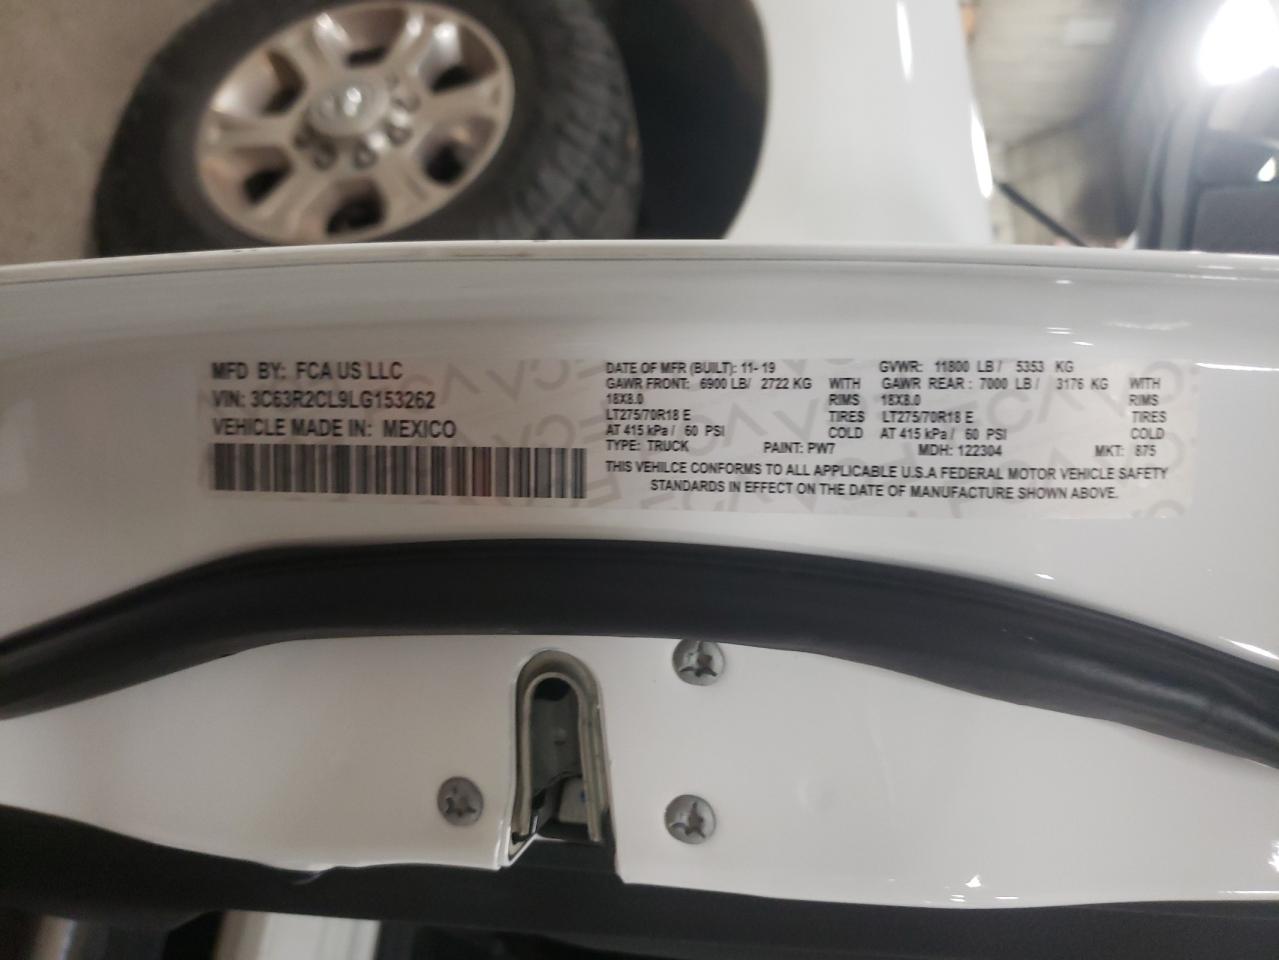 MFD BY: FCA US LLC
VIN: 3C63R2CL9LG153262
VEHICLE MADE IN: MEXICO
DATE OF MFR (BUILT): 11-19 GVWR: 11800 LB/ 5353 KG
GAWR FRONT: 6900 LB/ 2722 KG WITH GAWR REAR : 7000 LB / 3176 KG WITH
18X8.0 RIMS 18X8.0 RIMS
LT275/70R18 E TIRES LT275/70R18 E TIRES
AT 415 kPa / 60 PSI COLD AT 415 kPa / 60 PSI COLD
TYPE: TRUCK PAINT: PW7 MDH: 122304 MKT: 875
THIS VEHILCE CONFORMS TO ALL APPLICABLE U.S.A FEDERAL MOTOR VEHICLE SAFETY
STANDARDS IN EFFECT ON THE DATE OF MANUFACTURE SHOWN ABOVE.